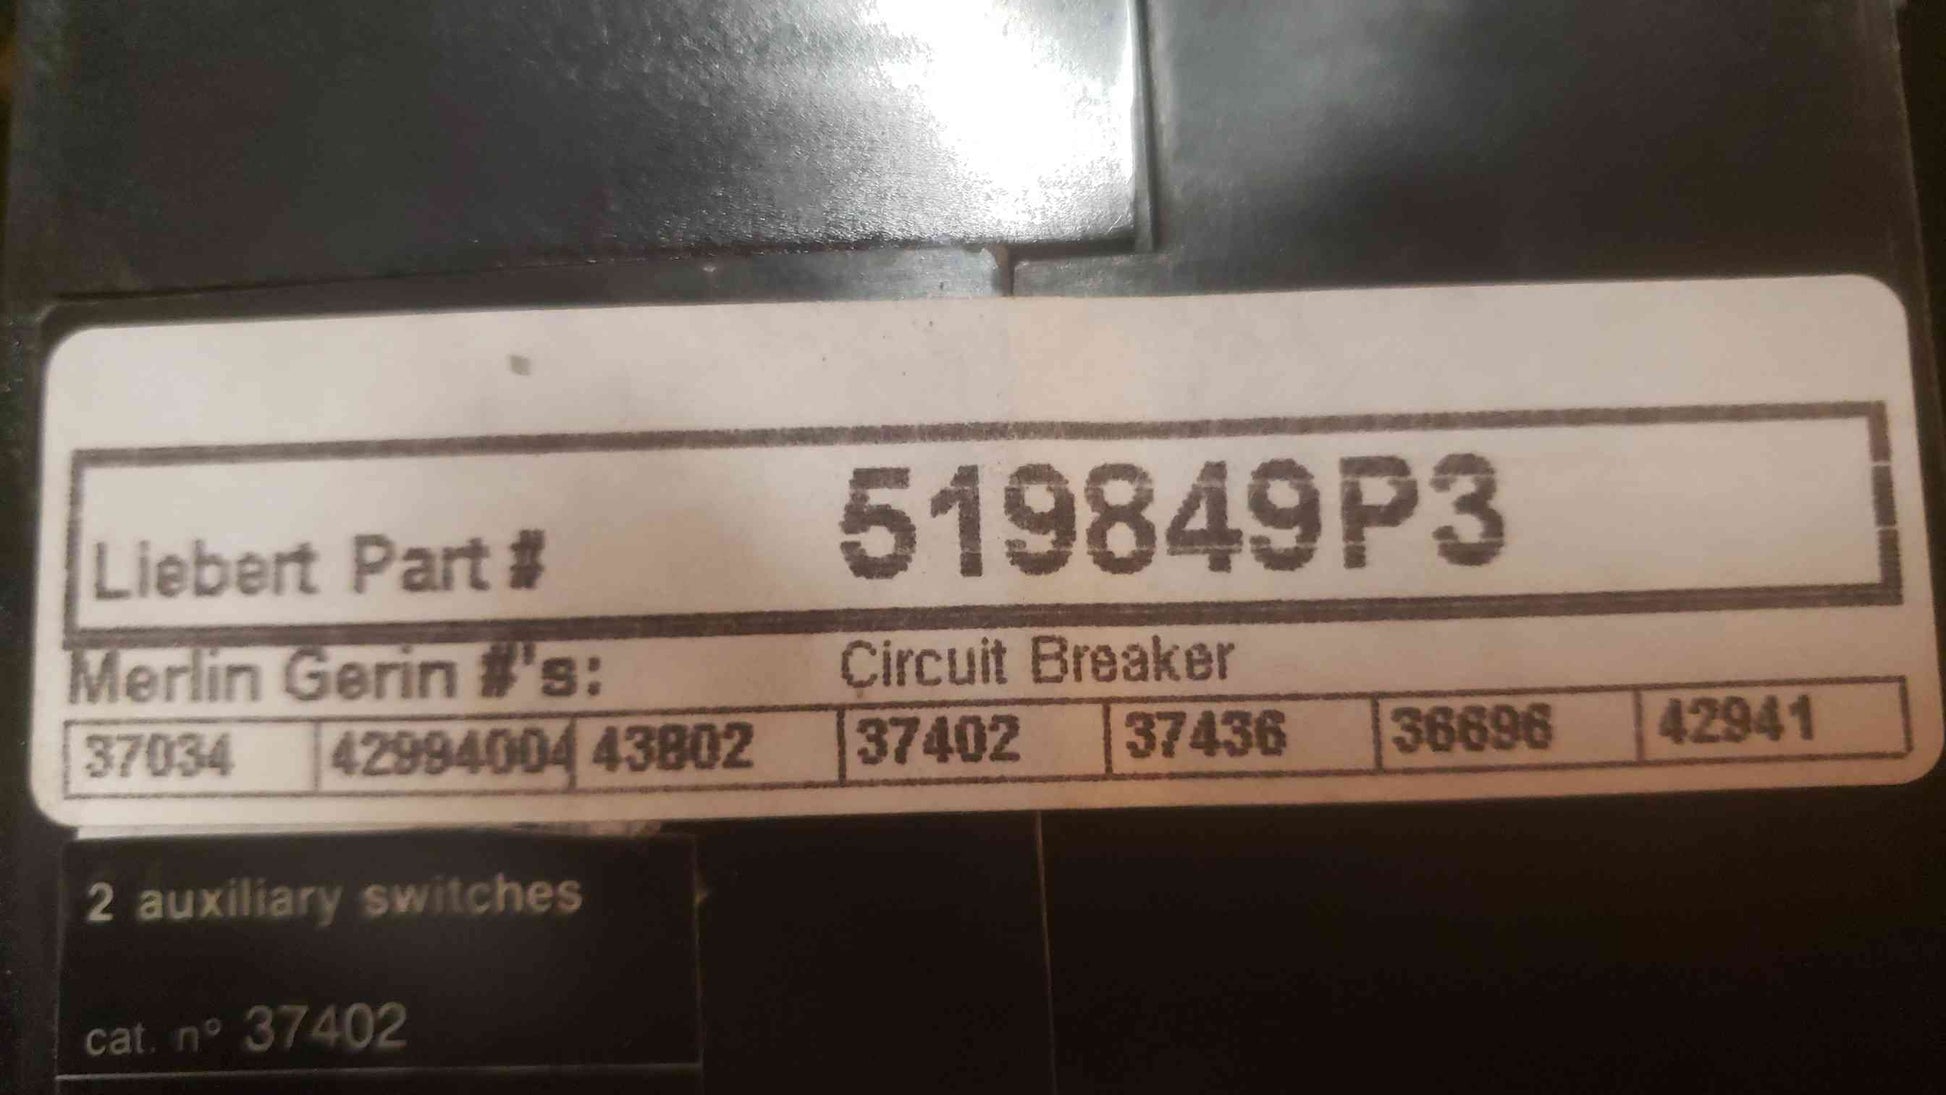 Liebert Part # 519849P3
Merlin Gerin #'s: Circuit Breaker
37034 42994004 43802 37402 37436 36696 42941
2 auxiliary switches
cat. n° 37402